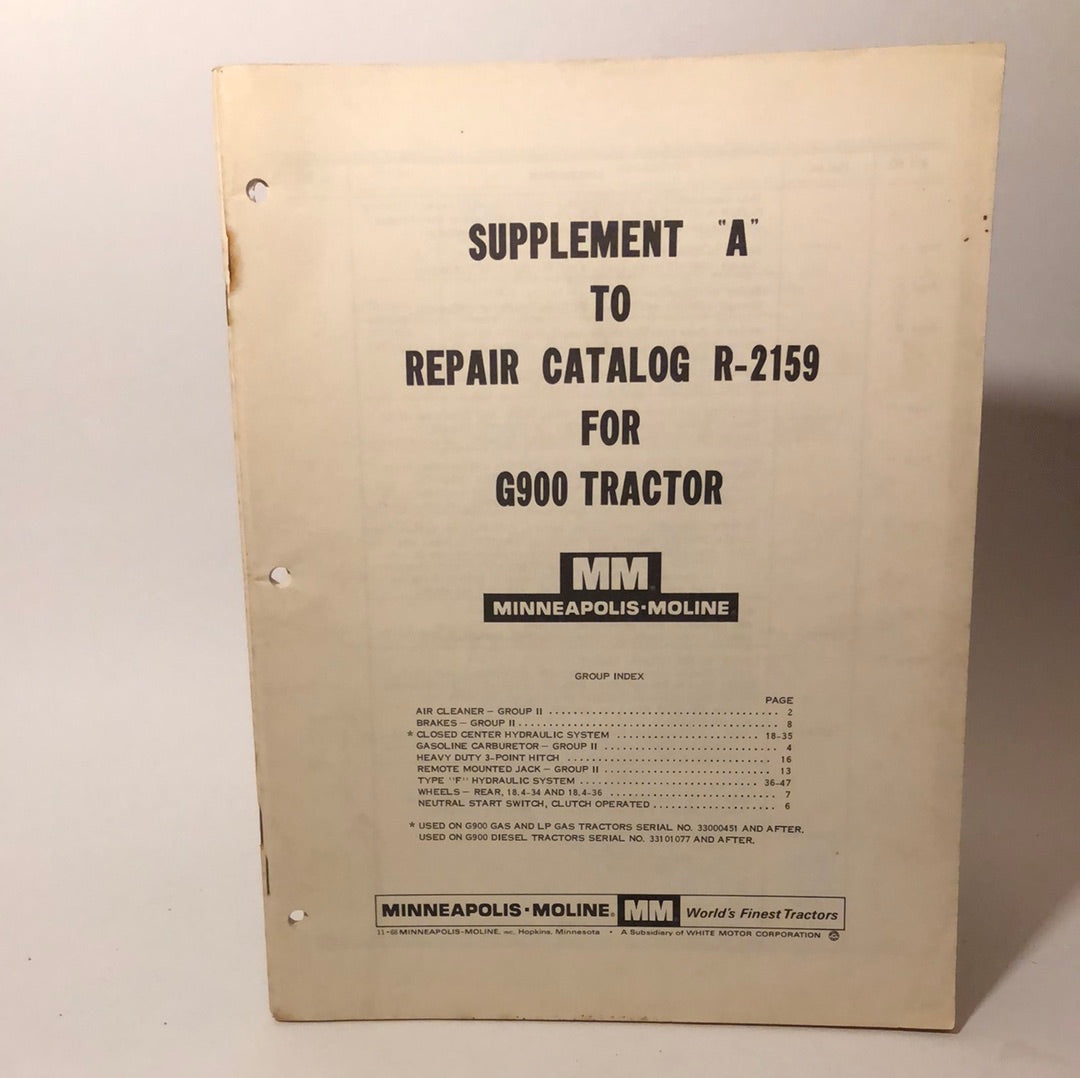 SUPPLEMENT "A"
TO
REPAIR CATALOG R-2159
FOR
G900 TRACTOR
MM
MINNEAPOLIS-MOLINE
GROUP INDEX
PAGE
AIR CLEANER — GROUP II ........ 2
BRAKES — GROUP II ........ 8
* CLOSED CENTER HYDRAULIC SYSTEM ........ 18-35
GASOLINE CARBURETOR — GROUP II ........ 4
HEAVY DUTY 3-POINT HITCH ........ 16
REMOTE MOUNTED JACK — GROUP II ........ 13
TYPE "F" HYDRAULIC SYSTEM ........ 36-47
WHEELS — REAR, 18.4-34 AND 18.4-36 ........ 7
NEUTRAL START SWITCH, CLUTCH OPERATED ........ 6
* USED ON G900 GAS AND LP GAS TRACTORS SERIAL NO. 33000451 AND AFTER.
USED ON G900 DIESEL TRACTORS SERIAL NO. 33101077 AND AFTER.
MINNEAPOLIS-MOLINE® MM World's Finest Tractors
11-68 MINNEAPOLIS-MOLINE, INC. Hopkins, Minnesota • A Subsidiary of WHITE MOTOR CORPORATION